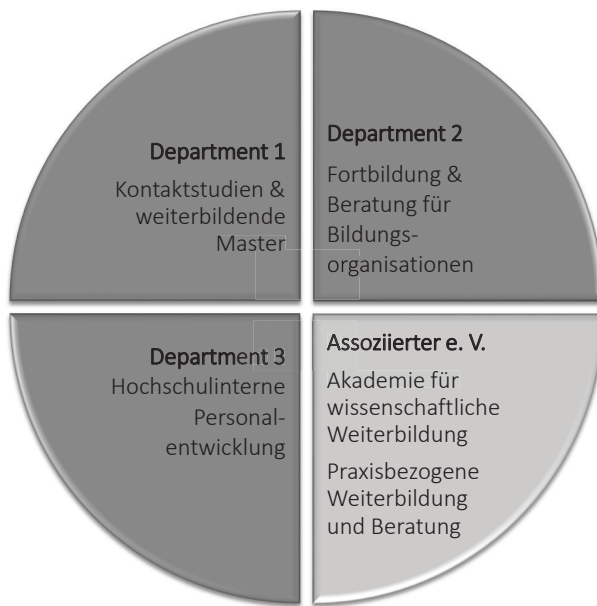 Department 1
Kontaktstudien &
weiterbildende
Master
Department 2
Fortbildung &
Beratung für
Bildungs-
organisationen
Department 3
Hochschulinterne
Personal-
entwicklung
Assoziierter e. V.
Akademie für
wissenschaftliche
Weiterbildung
Praxisbezogene
Weiterbildung
und Beratung